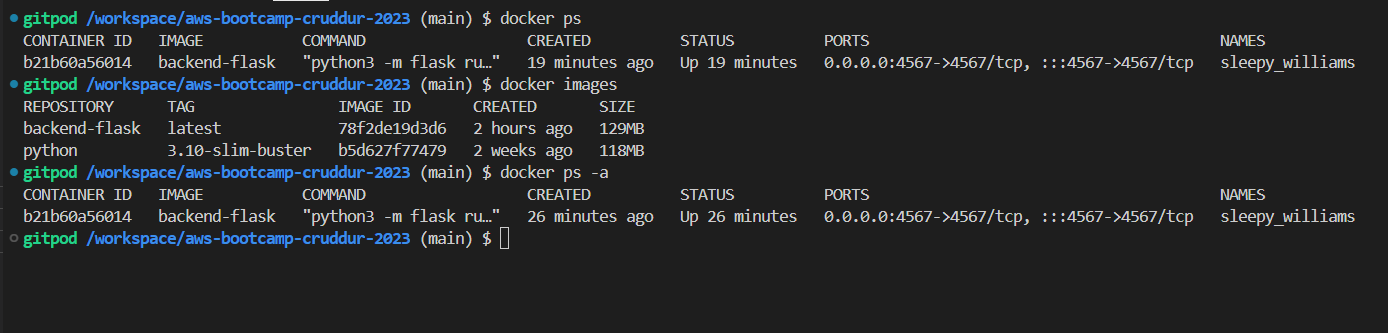 gitpod /workspace/aws-bootcamp-cruddur-2023 (main) $ docker ps
CONTAINER ID   IMAGE           COMMAND                  CREATED          STATUS          PORTS                                       NAMES
b21b60a56014   backend-flask   "python3 -m flask ru…"   19 minutes ago   Up 19 minutes   0.0.0.0:4567->4567/tcp, :::4567->4567/tcp   sleepy_williams
gitpod /workspace/aws-bootcamp-cruddur-2023 (main) $ docker images
REPOSITORY      TAG                IMAGE ID       CREATED       SIZE
backend-flask   latest             78f2de19d3d6   2 hours ago   129MB
python          3.10-slim-buster   b5d627f77479   2 weeks ago   118MB
gitpod /workspace/aws-bootcamp-cruddur-2023 (main) $ docker ps -a
CONTAINER ID   IMAGE           COMMAND                  CREATED          STATUS          PORTS                                       NAMES
b21b60a56014   backend-flask   "python3 -m flask ru…"   26 minutes ago   Up 26 minutes   0.0.0.0:4567->4567/tcp, :::4567->4567/tcp   sleepy_williams
gitpod /workspace/aws-bootcamp-cruddur-2023 (main) $